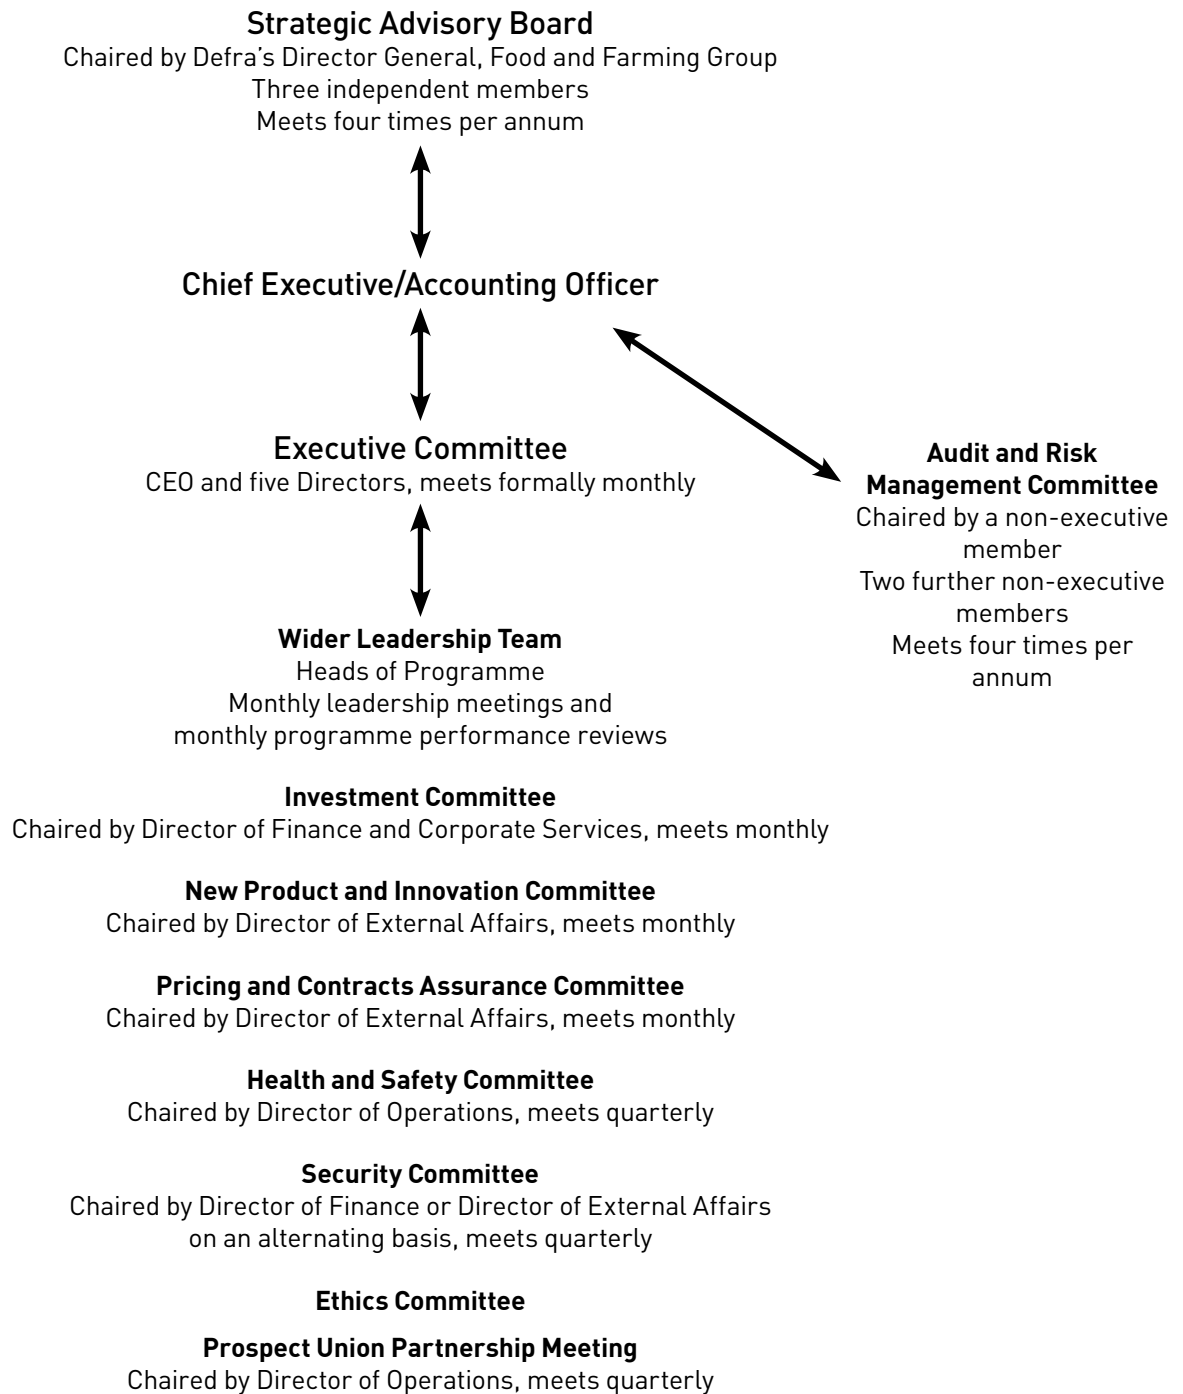 Strategic Advisory Board
Chaired by Defra’s Director General, Food and Farming Group
Three independent members
Meets four times per annum
Chief Executive/Accounting Officer
Executive Committee
CEO and five Directors, meets formally monthly
Audit and Risk
Management Committee
Chaired by a non-executive
member
Two further non-executive
members
Meets four times per
annum
Wider Leadership Team
Heads of Programme
Monthly leadership meetings and
monthly programme performance reviews
Investment Committee
Chaired by Director of Finance and Corporate Services, meets monthly
New Product and Innovation Committee
Chaired by Director of External Affairs, meets monthly
Pricing and Contracts Assurance Committee
Chaired by Director of External Affairs, meets monthly
Health and Safety Committee
Chaired by Director of Operations, meets quarterly
Security Committee
Chaired by Director of Finance or Director of External Affairs
on an alternating basis, meets quarterly
Ethics Committee
Prospect Union Partnership Meeting
Chaired by Director of Operations, meets quarterly